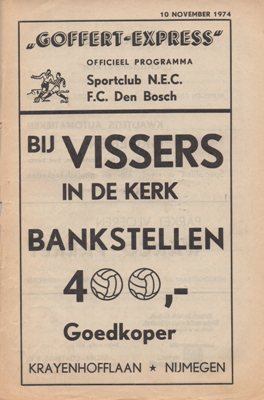 10 NOVEMBER 1974
„GOFFERT-EXPRESS"
OFFICIEEL PROGRAMMA
Sportclub N.E.C.
F.C. Den Bosch
BIJ VISSERS
IN DE KERK
BANKSTELLEN
400,-
Goedkoper
KRAYENHOFFLAAN ★ NIJMEGEN